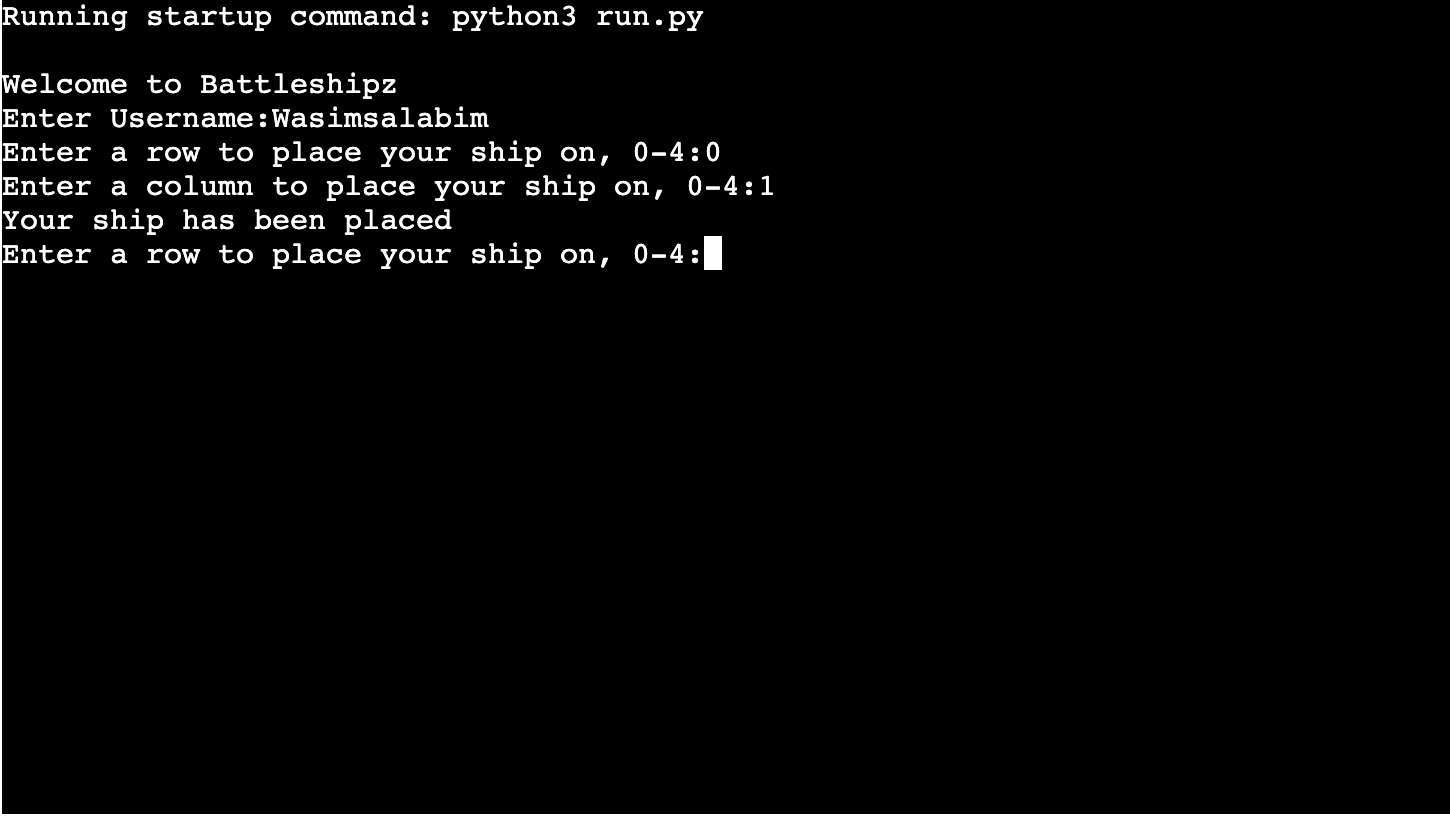 Running startup command: python3 run.py
Welcome to Battleshipz
Enter Username:Wasimsalabim
Enter a row to place your ship on, 0-4:0
Enter a column to place your ship on, 0-4:1
Your ship has been placed
Enter a row to place your ship on, 0-4: